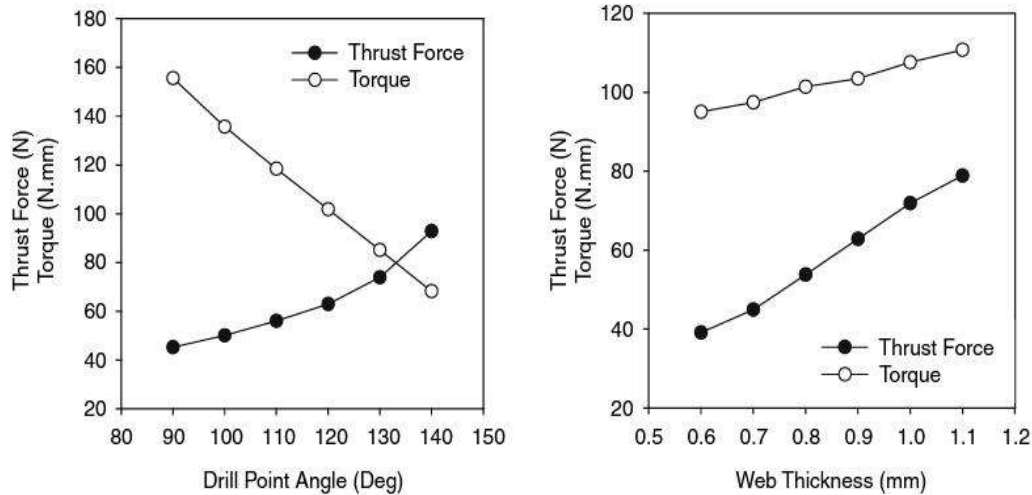 180
160
140
120
100
80
60
40
20
Thrust Force (N)
Torque (N.mm)
Thrust Force
Torque
80 90 100 110 120 130 140 150
Drill Point Angle (Deg)
120
100
80
60
40
20
Thrust Force (N)
Torque (N.mm)
Thrust Force
Torque
0.5 0.6 0.7 0.8 0.9 1.0 1.1 1.2
Web Thickness (mm)